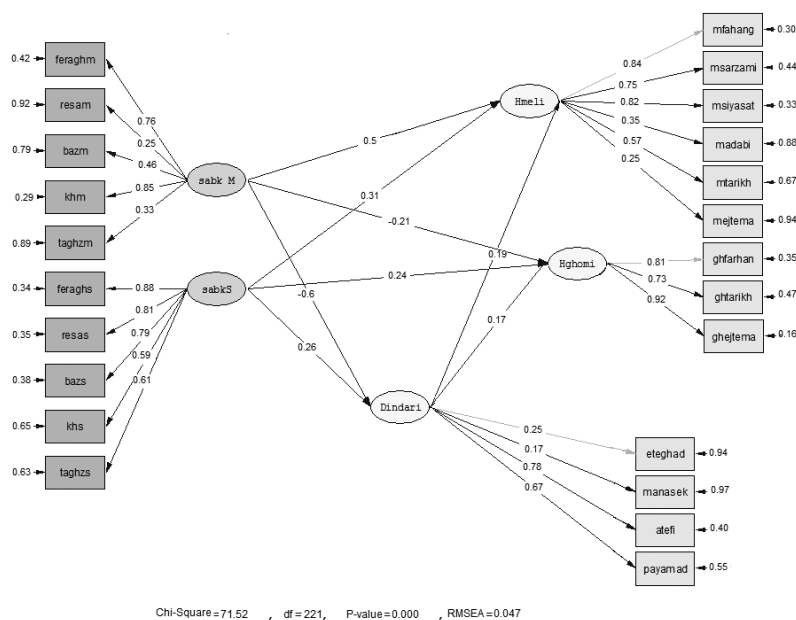 0.42 feraghm
0.92 resam
0.79 bazm
0.29 khm
0.89 taghzm
0.34 feraghs
0.35 resas
0.38 bazs
0.65 khs
0.63 taghzs
0.76
0.25
0.46
0.85
0.33
sabk M
0.88
0.81
0.79
0.59
0.61
sabkS
0.5
0.31
-0.21
0.24
-0.6
0.26
0.19
0.17
Hmeli
Hghomi
Dindari
0.84
0.75
0.82
0.35
0.57
0.25
mfahang 0.30
msarzami 0.44
msiyasat 0.33
madabi 0.88
mtarikh 0.67
mejtema 0.94
0.81
0.73
0.92
ghfarhan 0.35
ghtarikh 0.47
ghejtema 0.16
0.25
0.17
0.78
0.67
eteghad 0.94
manasek 0.97
atefi 0.40
payamad 0.55
Chi-Square=71.52 , df=221, P-value=0.000 , RMSEA=0.047